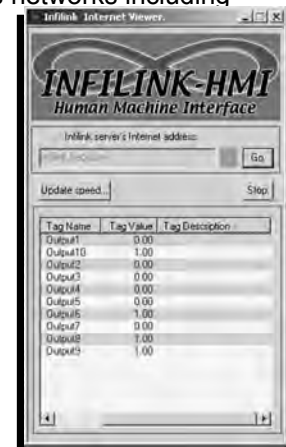 networks including
Infilink Internet Viewer.
INFILINK-HMI
Human Machine Interface
Infilink server's Internet address:
Go
Update speed...
Stop
Tag Name Tag Value Tag Description
Output1 0.00
Output10 1.00
Output2 0.00
Output3 0.00
Output4 0.00
Output5 0.00
Output6 1.00
Output7 0.00
Output8 1.00
Output9 1.00